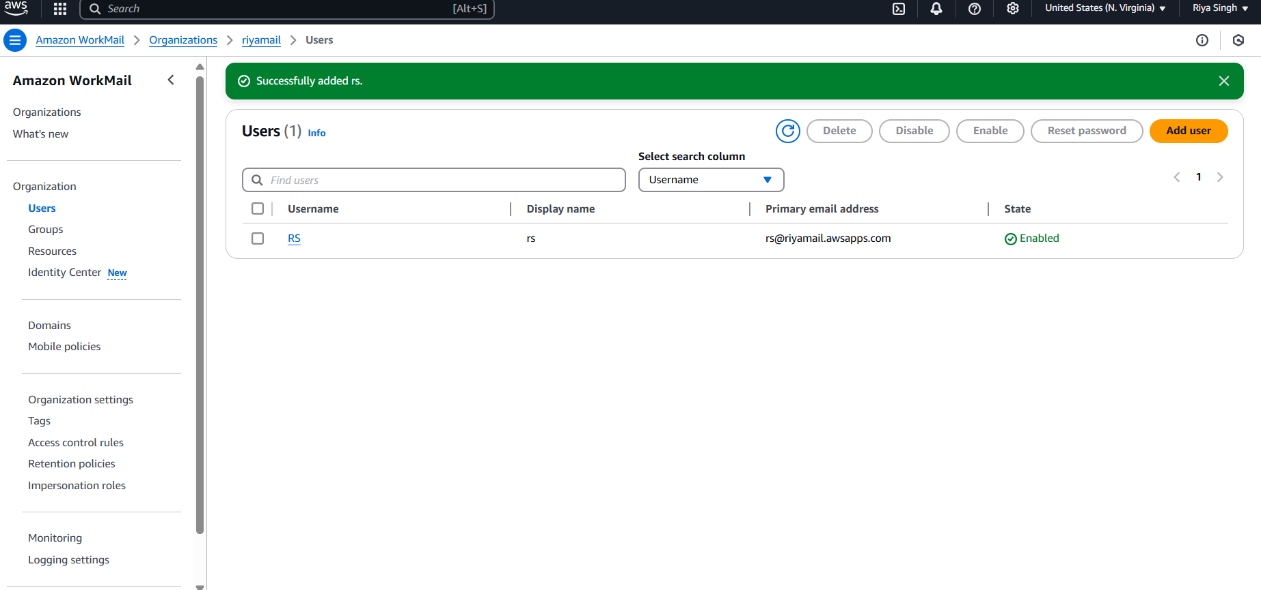 aws
Search [Alt+S]
United States (N. Virginia) Riya Singh
Amazon WorkMail Organizations riyamail Users
Amazon WorkMail
Organizations
What's new
Organization
Users
Groups
Resources
Identity Center New
Domains
Mobile policies
Organization settings
Tags
Access control rules
Retention policies
Impersonation roles
Monitoring
Logging settings
Successfully added rs.
Users (1) Info
Delete Disable Enable Reset password Add user
Select search column
Find users Username 1
Username Display name Primary email address State
RS rs rs@riyamail.awsapps.com Enabled